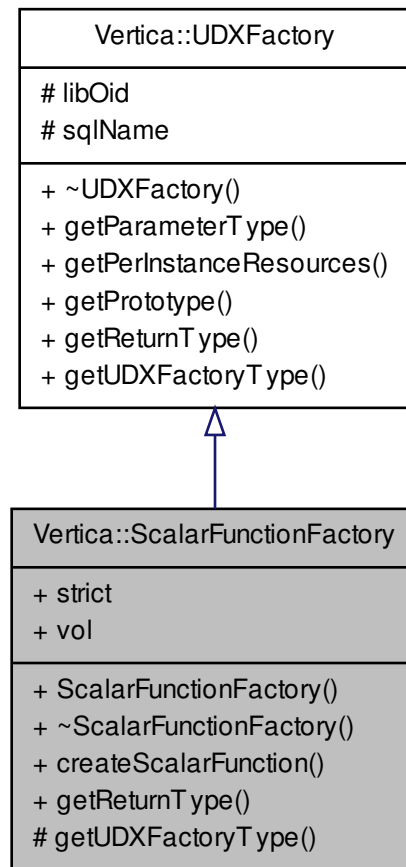 Vertica::UDXFactory
# libOid
# sqlName
+ ~UDXFactory()
+ getParameterType()
+ getPerInstanceResources()
+ getPrototype()
+ getReturnType()
+ getUDXFactoryType()
Vertica::ScalarFunctionFactory
+ strict
+ vol
+ ScalarFunctionFactory()
+ ~ScalarFunctionFactory()
+ createScalarFunction()
+ getReturnType()
# getUDXFactoryType()